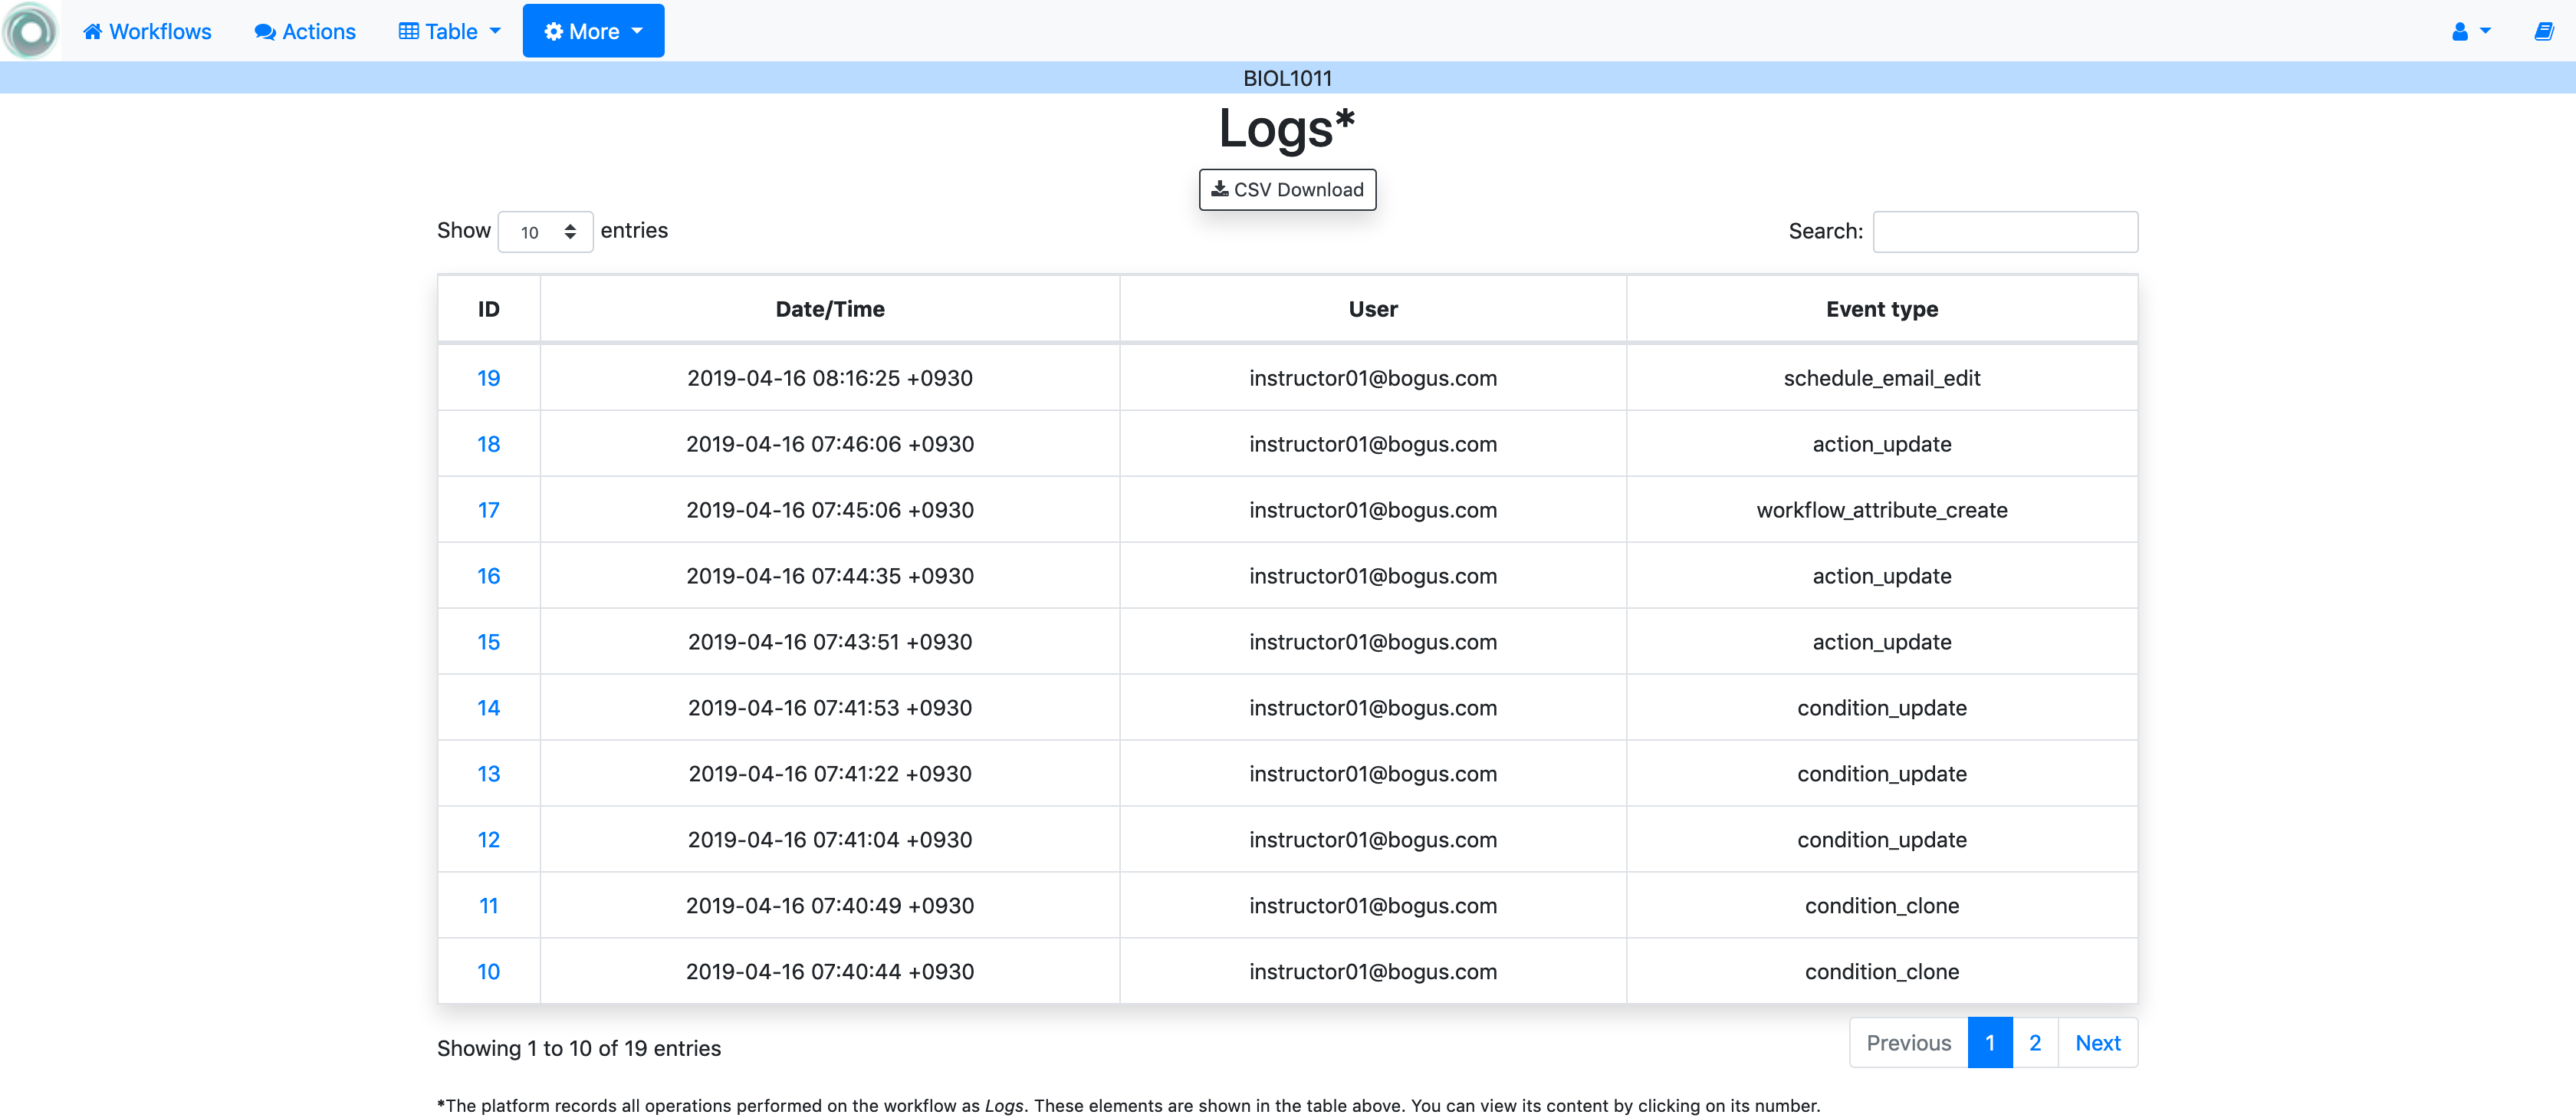 Workflows Actions Table More
BIOL1011
Logs*
CSV Download
Show 10 entries Search:
ID Date/Time User Event type
19 2019-04-16 08:16:25 +0930 instructor01@bogus.com schedule_email_edit
18 2019-04-16 07:46:06 +0930 instructor01@bogus.com action_update
17 2019-04-16 07:45:06 +0930 instructor01@bogus.com workflow_attribute_create
16 2019-04-16 07:44:35 +0930 instructor01@bogus.com action_update
15 2019-04-16 07:43:51 +0930 instructor01@bogus.com action_update
14 2019-04-16 07:41:53 +0930 instructor01@bogus.com condition_update
13 2019-04-16 07:41:22 +0930 instructor01@bogus.com condition_update
12 2019-04-16 07:41:04 +0930 instructor01@bogus.com condition_update
11 2019-04-16 07:40:49 +0930 instructor01@bogus.com condition_clone
10 2019-04-16 07:40:44 +0930 instructor01@bogus.com condition_clone
Showing 1 to 10 of 19 entries Previous 1 2 Next
*The platform records all operations performed on the workflow as Logs. These elements are shown in the table above. You can view its content by clicking on its number.